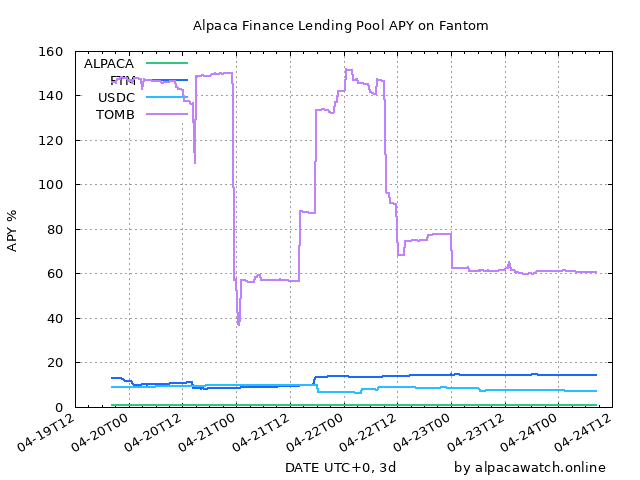 Alpaca Finance Lending Pool APY on Fantom
160
140
120
100
80
60
40
20
0
APY %
ALPACA
FTM
USDC
TOMB
04-19T12
04-20T00
04-20T12
04-21T00
04-21T12
04-22T00
04-22T12
04-23T00
04-23T12
04-24T00
04-24T12
DATE UTC+0, 3d
by alpacawatch.online